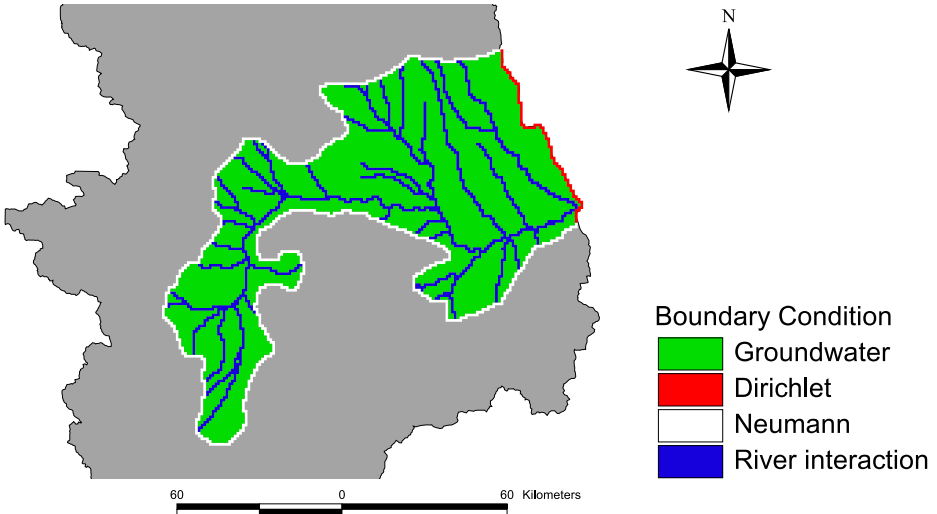 N
Boundary Condition
Groundwater
Dirichlet
Neumann
River interaction
60 0 60 Kilometers